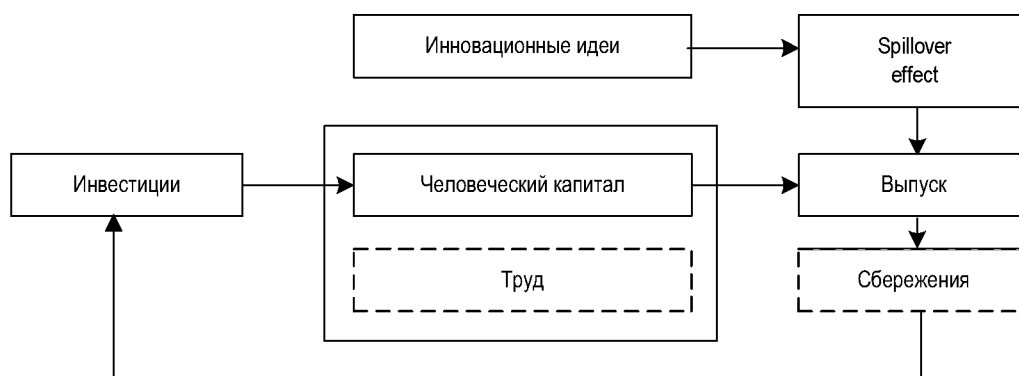 Инновационные идеи
Spillover
effect
Инвестиции
Человеческий капитал
Выпуск
Труд
Сбережения